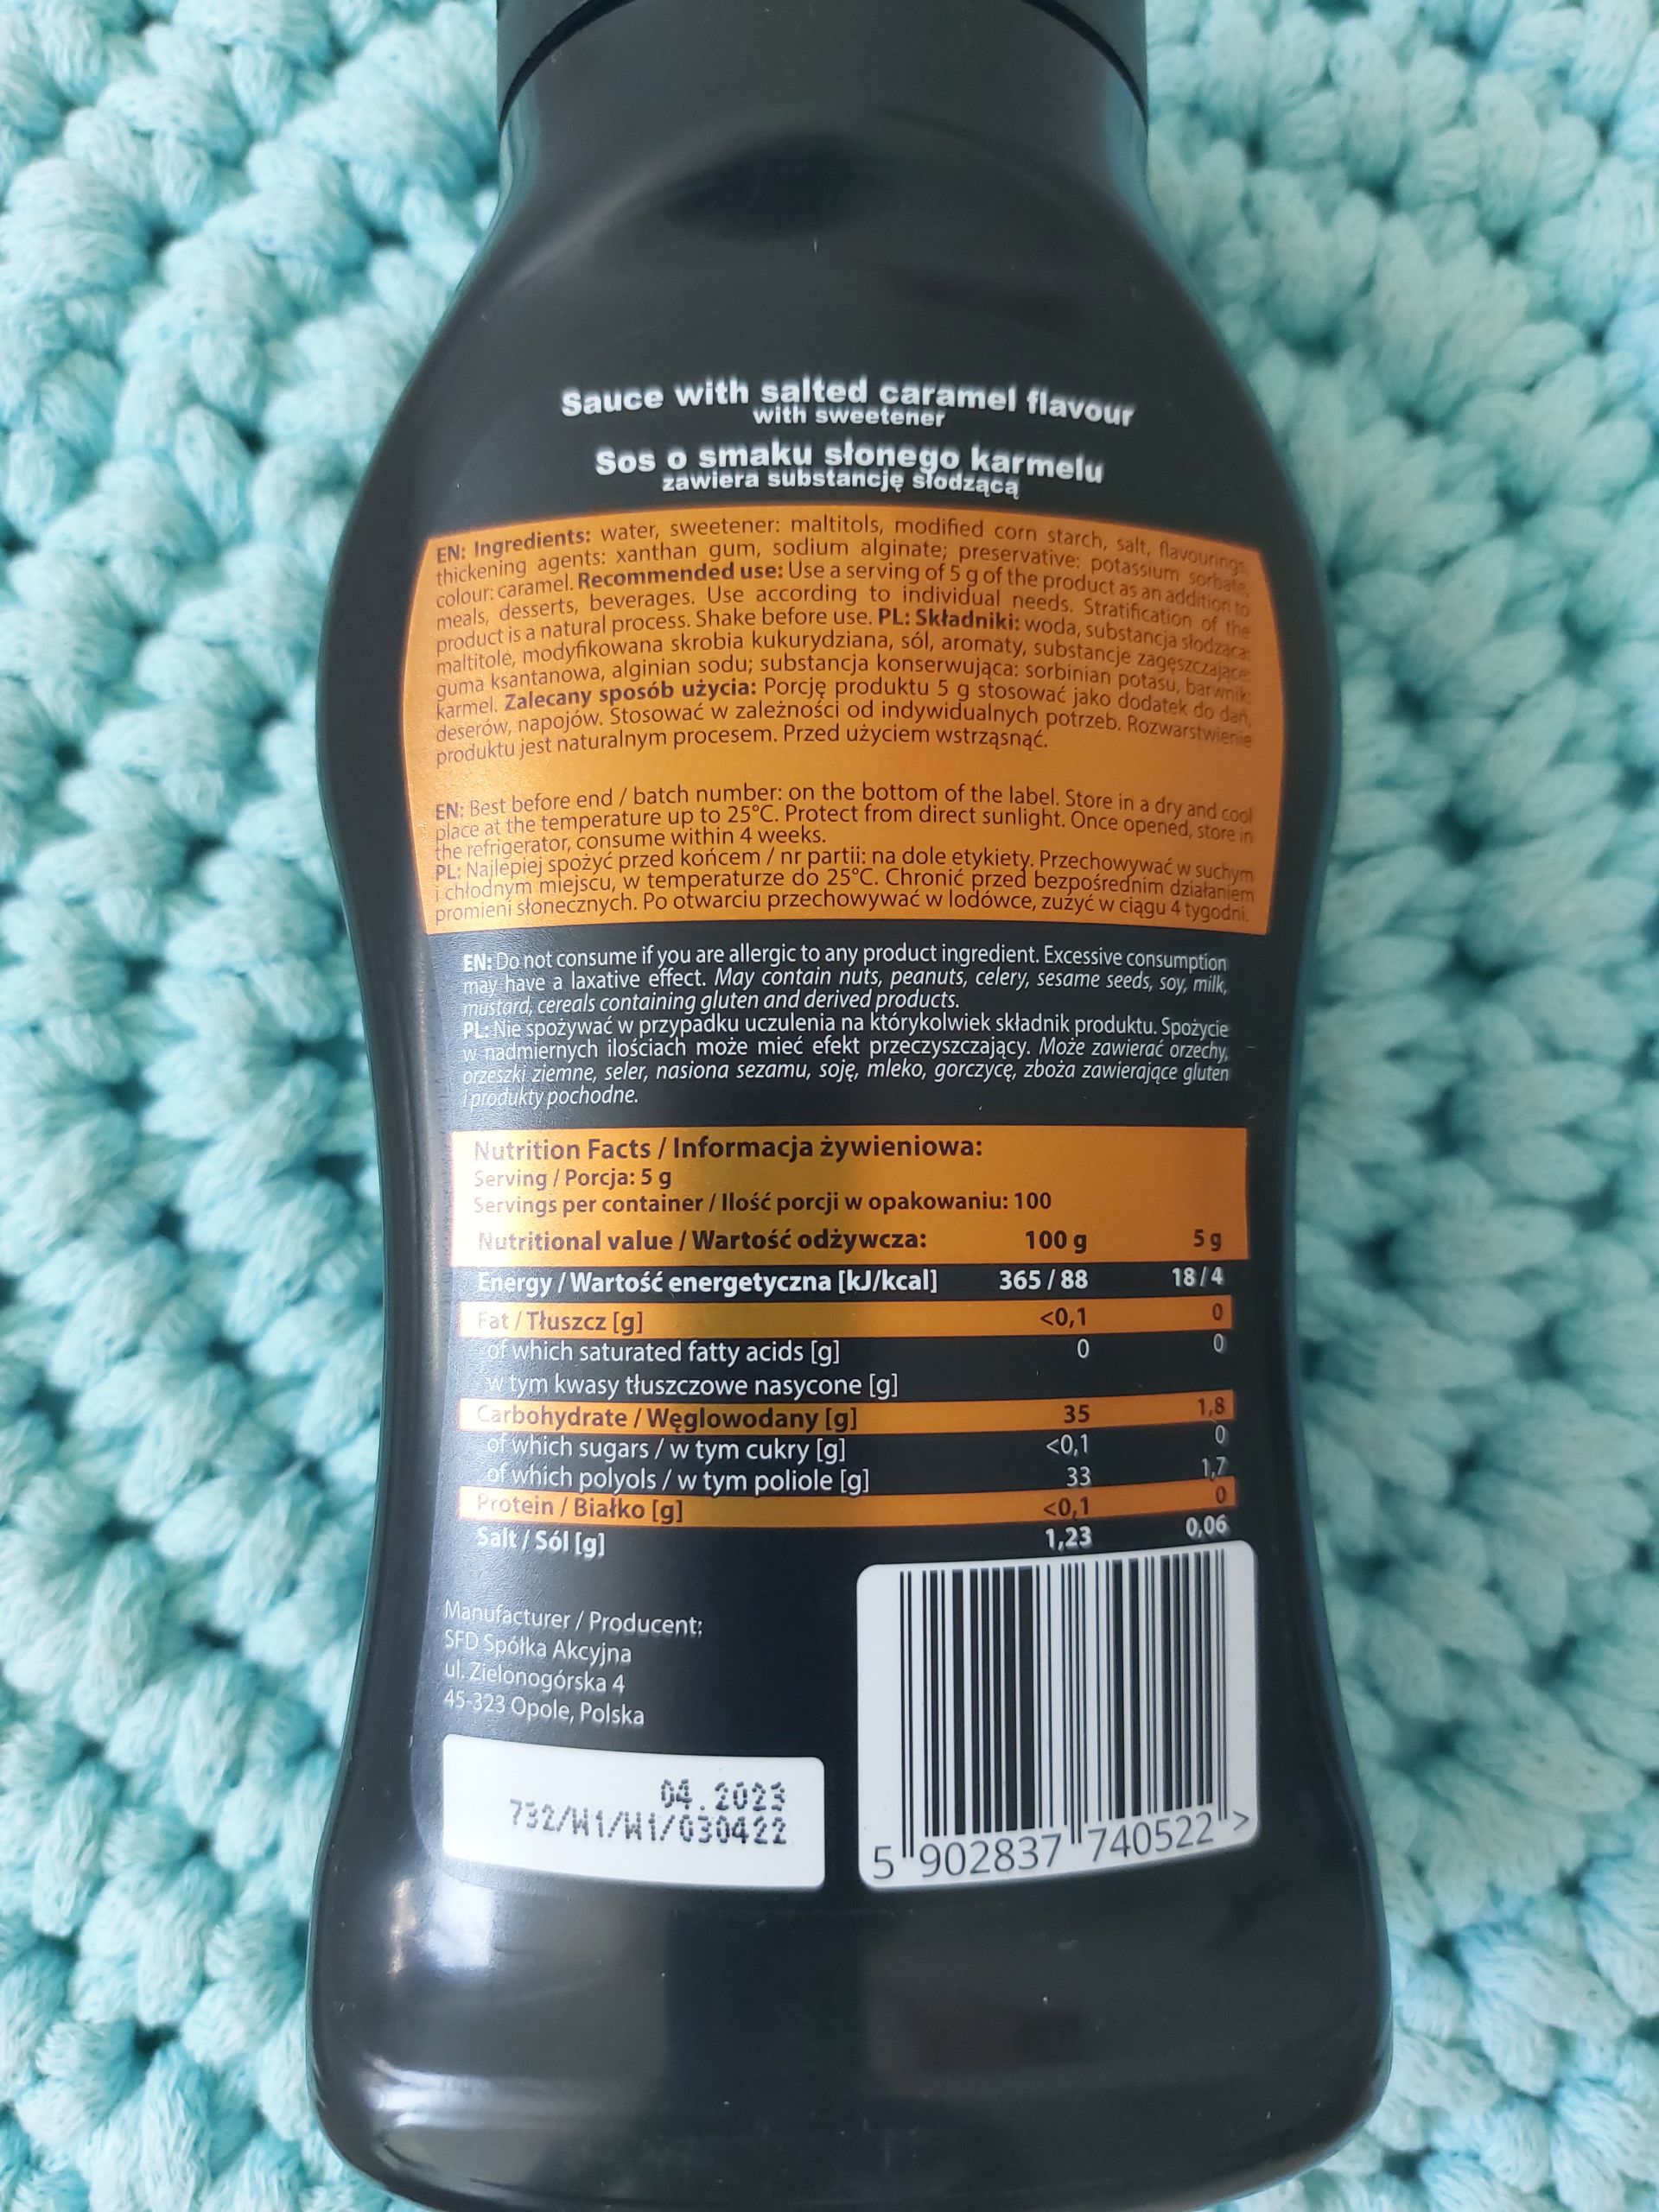 Sauce with salted caramel flavour
with sweetener
Sos o smaku słonego karmelu
zawiera substancję słodzącą
EN: Ingredients: water, sweetener: maltitols, modified corn starch, salt, flavourings,
thickening agents: xanthan gum, sodium alginate; preservative: potassium sorbate,
colour: caramel. Recommended use: Use a serving of 5 g of the product as an addition to
meals, desserts, beverages. Use according to individual needs. Stratification of the
product is a natural process. Shake before use. PL: Składniki: woda, substancja słodząca:
maltitole, modyfikowana skrobia kukurydziana, sól, aromaty, substancje zagęszczające:
guma ksantanowa, alginian sodu; substancja konserwująca: sorbinian potasu, barwnik:
karmel. Zalecany sposób użycia: Porcję produktu 5 g stosować jako dodatek do dań,
deserów, napojów. Stosować w zależności od indywidualnych potrzeb. Rozwarstwienie
produktu jest naturalnym procesem. Przed użyciem wstrząsnąć.
EN: Best before end / batch number: on the bottom of the label. Store in a dry and cool
place at the temperature up to 25°C. Protect from direct sunlight. Once opened, store in
the refrigerator, consume within 4 weeks.
PL: Najlepiej spożyć przed końcem / nr partii: na dole etykiety. Przechowywać w suchym
i chłodnym miejscu, w temperaturze do 25°C. Chronić przed bezpośrednim działaniem
promieni słonecznych. Po otwarciu przechowywać w lodówce, zużyć w ciągu 4 tygodni.
EN: Do not consume if you are allergic to any product ingredient. Excessive consumption
may have a laxative effect. May contain nuts, peanuts, celery, sesame seeds, soy, milk,
mustard, cereals containing gluten and derived products.
PL: Nie spożywać w przypadku uczulenia na którykolwiek składnik produktu. Spożycie
w nadmiernych ilościach może mieć efekt przeczyszczający. Może zawierać orzechy,
orzeszki ziemne, seler, nasiona sezamu, soję, mleko, gorczycę, zboża zawierające gluten
i produkty pochodne.
Nutrition Facts / Informacja żywieniowa:
Serving / Porcja: 5 g
Servings per container / Ilość porcji w opakowaniu: 100
Nutritional value / Wartość odżywcza: 100 g 5 g
Energy / Wartość energetyczna [kJ/kcal] 365 / 88 18 / 4
Fat / Tłuszcz [g] <0,1 0
of which saturated fatty acids [g] 0 0
w tym kwasy tłuszczowe nasycone [g]
Carbohydrate / Węglowodany [g] 35 1,8
of which sugars / w tym cukry [g] <0,1 0
of which polyols / w tym poliole [g] 33 1,7
Protein / Białko [g] <0,1 0
Salt / Sól [g] 1,23 0,06
Manufacturer / Producent:
SFD Spółka Akcyjna
ul. Zielonogórska 4
45-323 Opole, Polska
04.2023
732/W1/W1/030422
5 902837 740522 >